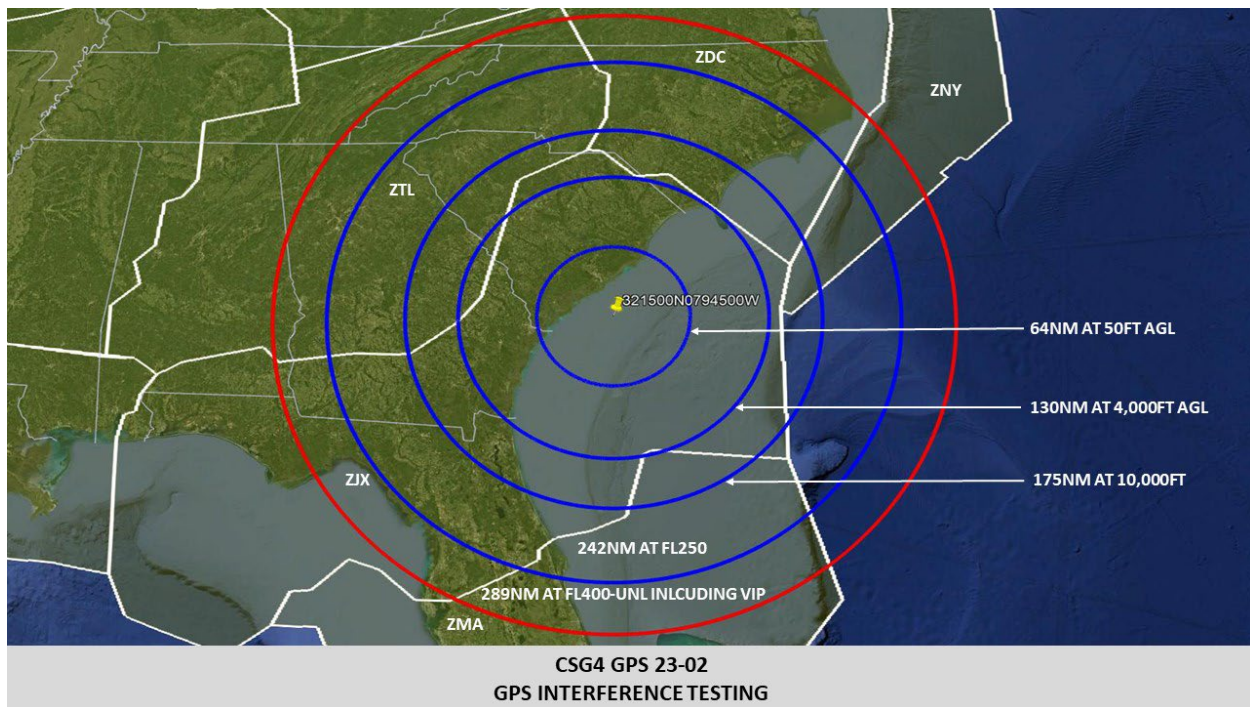 ZDC
ZNY
ZTL
321500N0794500W
64NM AT 50FT AGL
130NM AT 4,000FT AGL
175NM AT 10,000FT
ZJX
242NM AT FL250
289NM AT FL400-UNL INLCUDING VIP
ZMA
CSG4 GPS 23-02
GPS INTERFERENCE TESTING